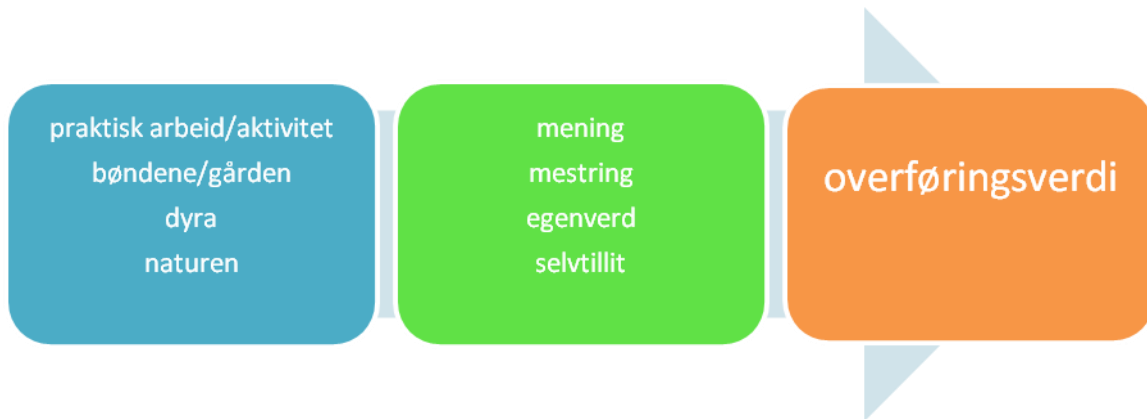 praktisk arbeid/aktivitet
bøndene/gården
dyra
naturen
mening
mestring
egenverd
selvtillit
overføringsverdi